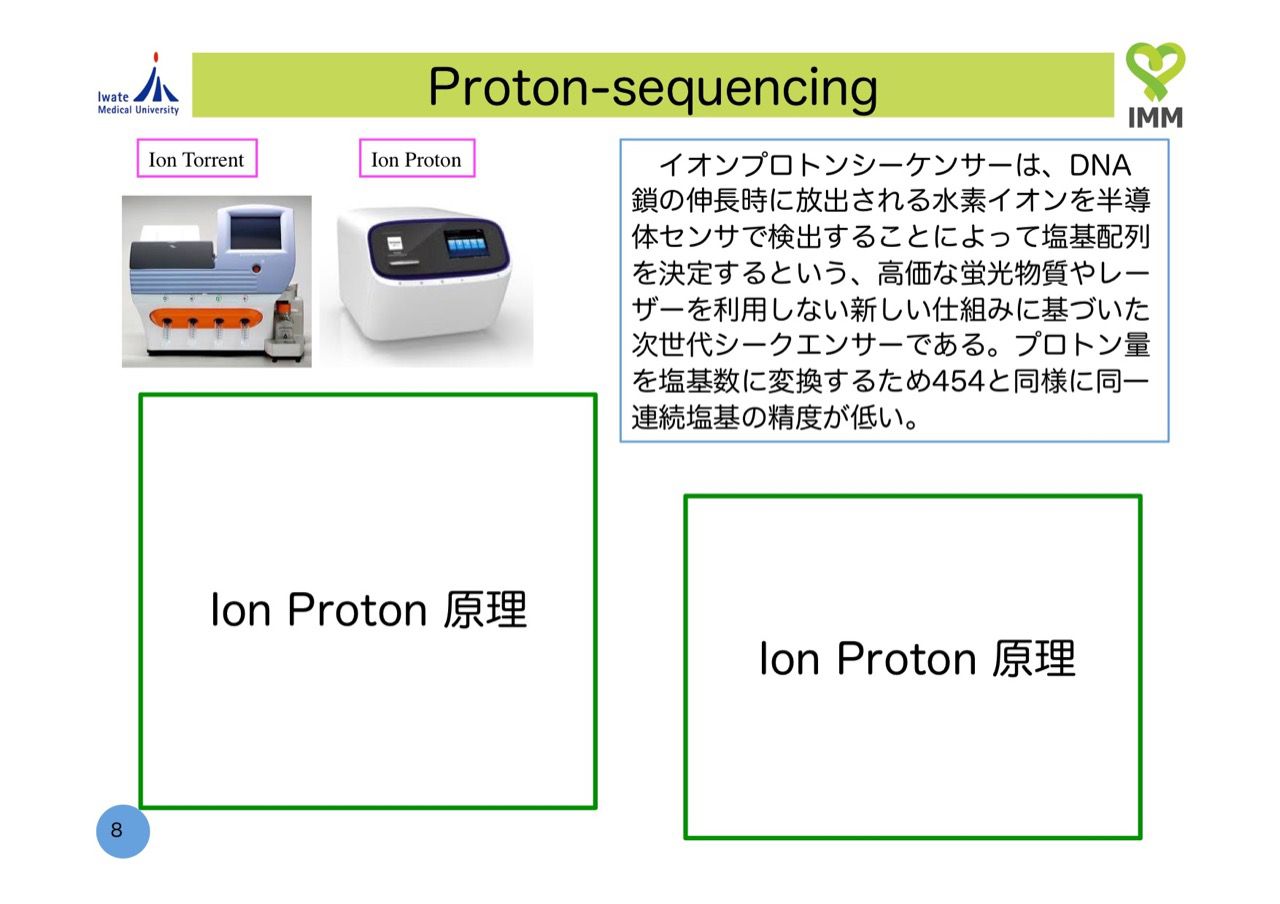 Iwate
Medical University
Proton-sequencing
IMM
Ion Torrent
Ion Proton
イオンプロトンシーケンサーは、DNA
鎖の伸長時に放出される水素イオンを半導
体センサで検出することによって塩基配列
を決定するという、高価な蛍光物質やレー
ザーを利用しない新しい仕組みに基づいた
次世代シークエンサーである。プロトン量
を塩基数に変換するため454と同様に同一
連続塩基の精度が低い。
Ion Proton 原理
Ion Proton 原理
8